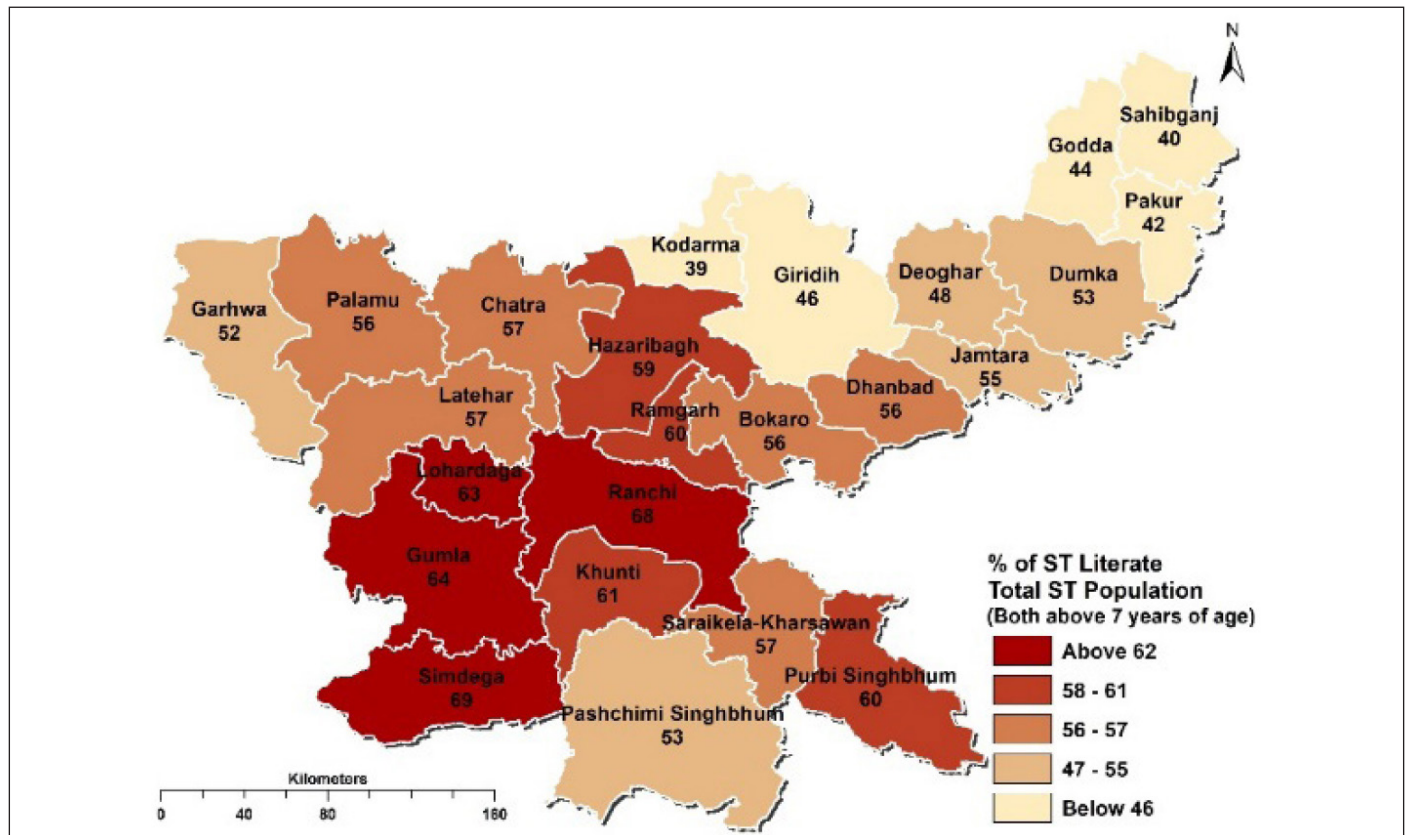 N
Sahibganj
40
Godda
44
Pakur
42
Kodarma
39
Giridih
46
Deoghar
48
Dumka
53
Garhwa
52
Palamu
56
Chatra
57
Hazaribagh
59
Jamtara
55
Dhanbad
56
Latehar
57
Ramgarh
60
Bokaro
56
Lohardaga
63
Ranchi
68
Gumla
64
Khunti
61
Saraikela-Kharsawan
57
Simdega
69
Purbi Singhbhum
60
Pashchimi Singhbhum
53
% of ST Literate
Total ST Population
(Both above 7 years of age)
Above 62
58 - 61
56 - 57
47 - 55
Below 46
Kilometers
0 40 80 160